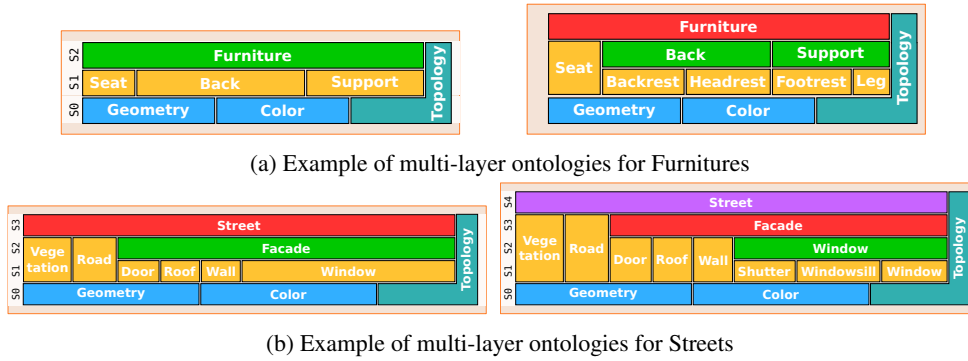 S2
Furniture
S1
Seat Back Support
S0
Geometry Color
Topology
Furniture
Seat
Back Support
Backrest Headrest Footrest Leg
Geometry Color
Topology
(a) Example of multi-layer ontologies for Furnitures
S3
Street
S2
Vege
tation
Road
Facade
S1
Door Roof Wall Window
S0
Geometry Color
Topology
S4
Street
S3
Vege
tation
Road
Facade
S2
Door Roof Wall
Window
S1
Shutter Windowsill Window
S0
Geometry Color
Topology
(b) Example of multi-layer ontologies for Streets